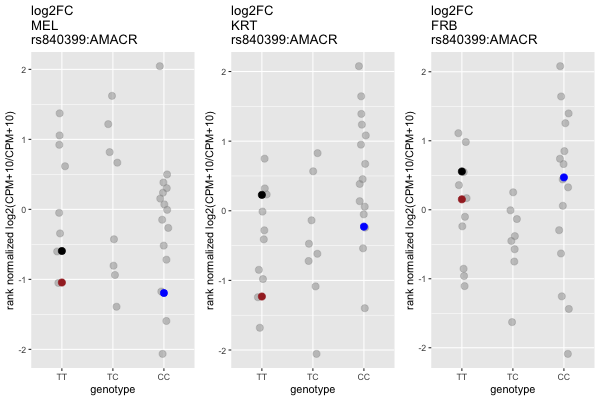 log2FC
MEL
rs840399:AMACR
rank normalized log2(CPM+10/CPM+10)
2
1
0
-1
-2
TT
TC
CC
genotype
log2FC
KRT
rs840399:AMACR
rank normalized log2(CPM+10/CPM+10)
2
1
0
-1
-2
TT
TC
CC
genotype
log2FC
FRB
rs840399:AMACR
rank normalized log2(CPM+10/CPM+10)
2
1
0
-1
-2
TT
TC
CC
genotype